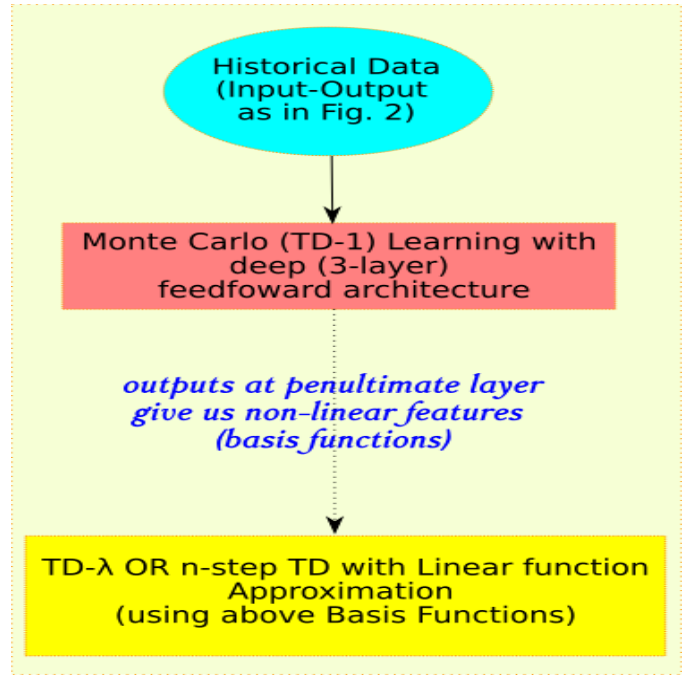 Historical Data
(Input-Output
as in Fig. 2)
Monte Carlo (TD-1) Learning with
deep (3-layer)
feedfoward architecture
outputs at penultimate layer
give us non-linear features
(basis functions)
TD-λ OR n-step TD with Linear function
Approximation
(using above Basis Functions)